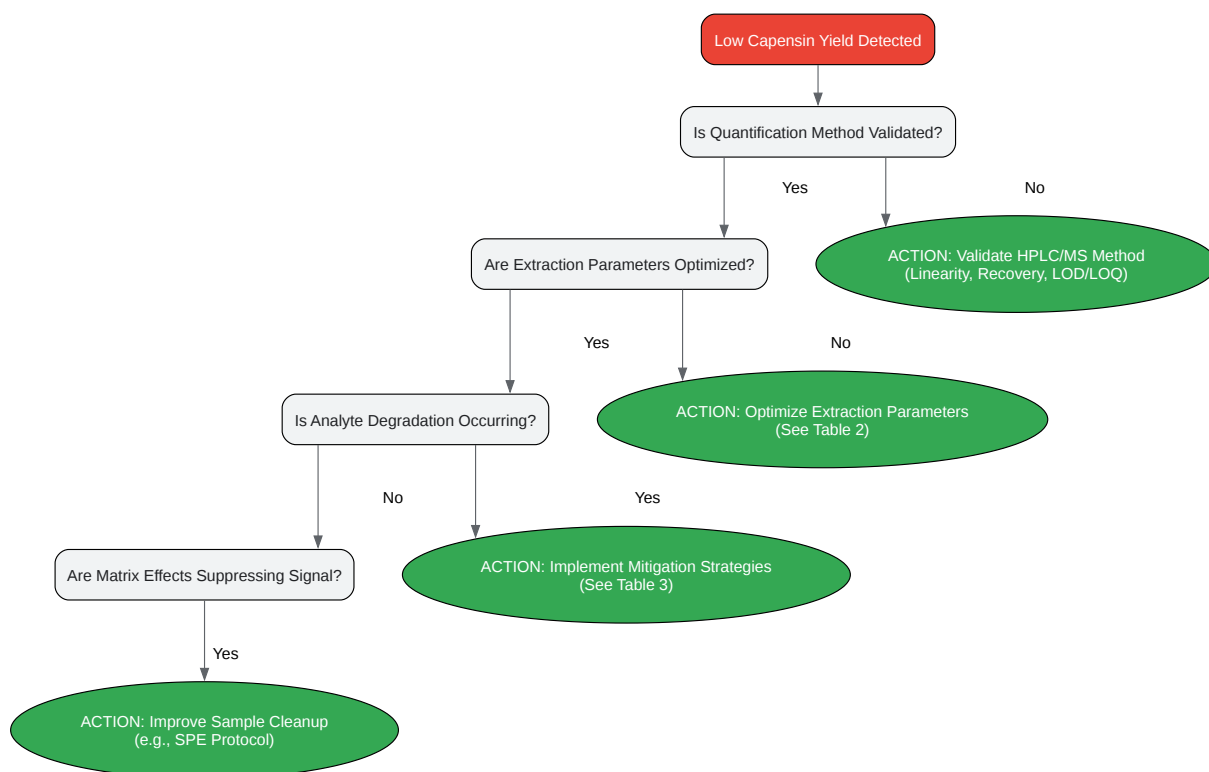 Low Capensin Yield Detected
Is Quantification Method Validated?
Yes
No
ACTION: Validate HPLC/MS Method
(Linearity, Recovery, LOD/LOQ)
Are Extraction Parameters Optimized?
Yes
No
ACTION: Optimize Extraction Parameters
(See Table 2)
Is Analyte Degradation Occurring?
No
Yes
ACTION: Implement Mitigation Strategies
(See Table 3)
Are Matrix Effects Suppressing Signal?
Yes
ACTION: Improve Sample Cleanup
(e.g., SPE Protocol)